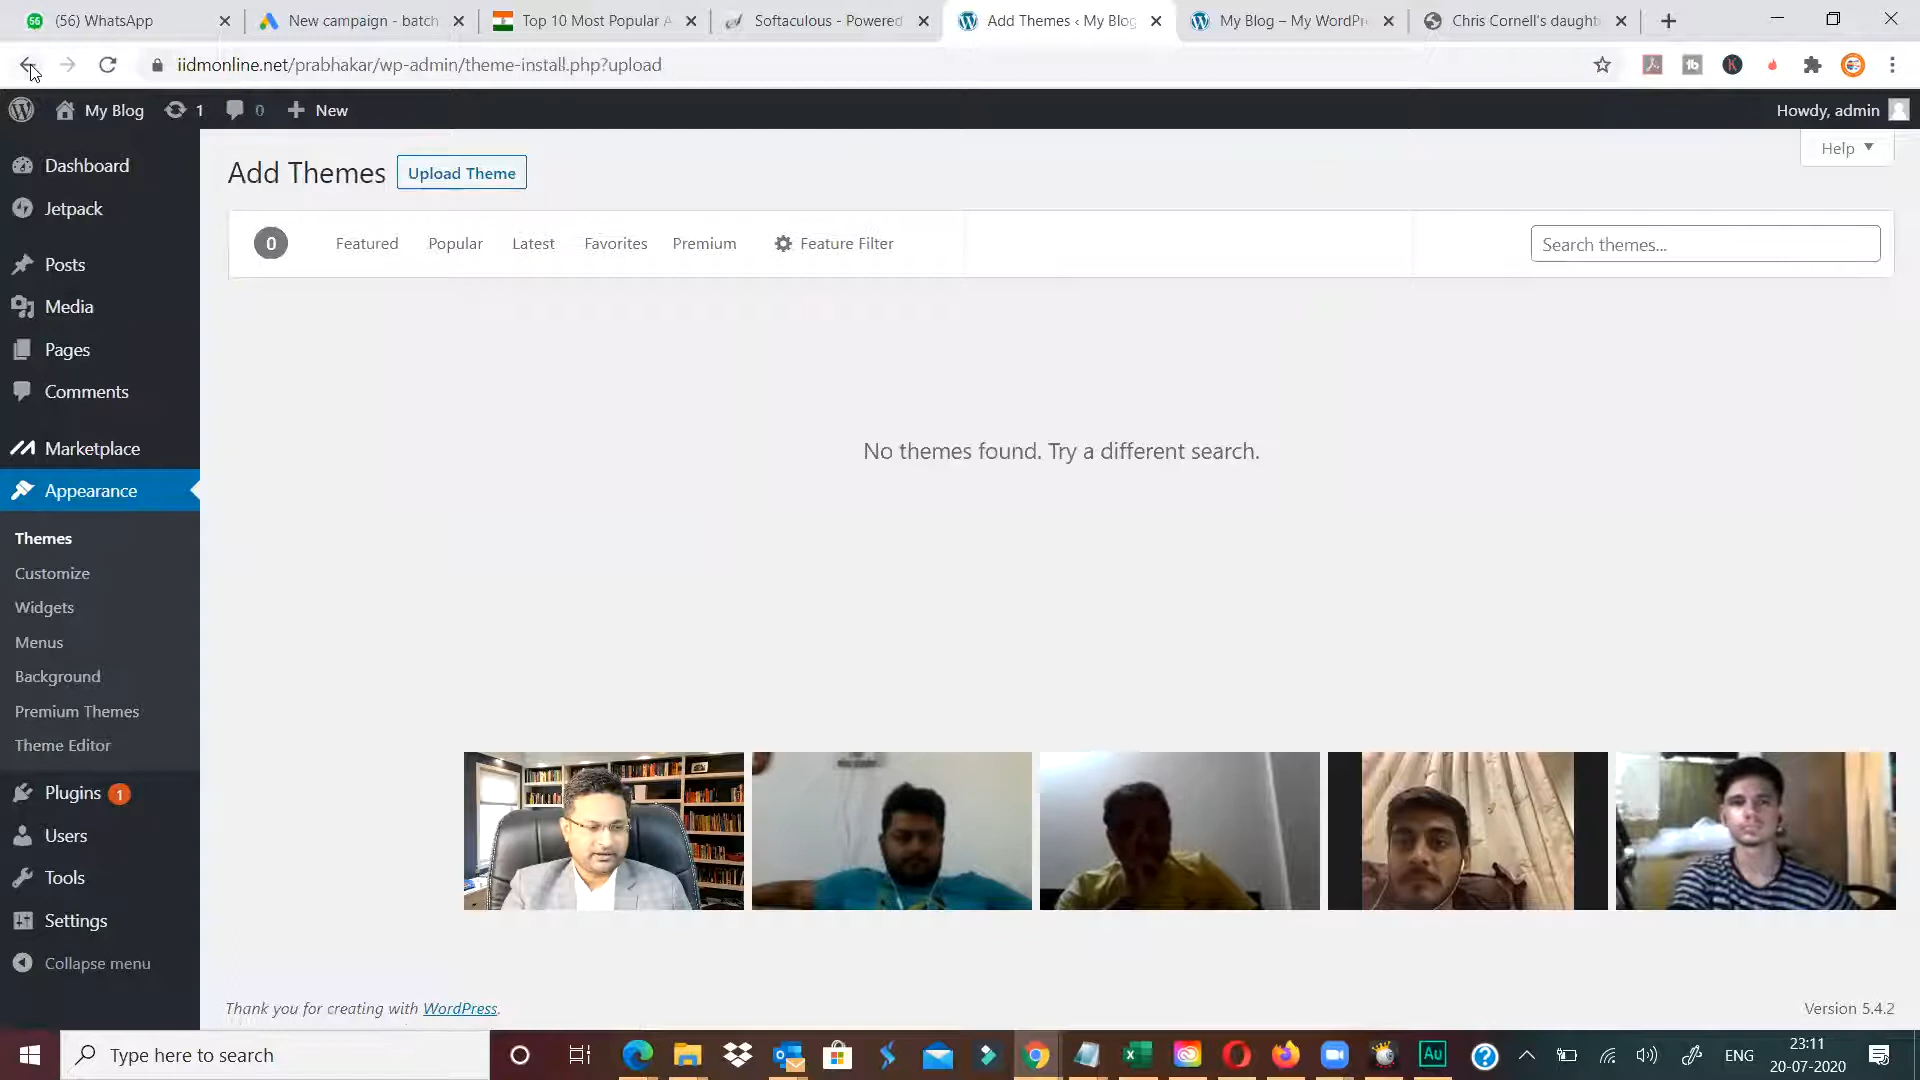 56 (56) WhatsApp
New campaign - batch
Top 10 Most Popular A
Softaculous - Powered
Add Themes ‹ My Blog
My Blog – My WordPr
Chris Cornell's daught
iidmonline.net/prabhakar/wp-admin/theme-install.php?upload
My Blog 1 0 New
Howdy, admin
Dashboard
Jetpack
Posts
Media
Pages
Comments
Marketplace
Appearance
Themes
Customize
Widgets
Menus
Background
Premium Themes
Theme Editor
Plugins 1
Users
Tools
Settings
Collapse menu
Add Themes Upload Theme
Help
0 Featured Popular Latest Favorites Premium Feature Filter
Search themes...
No themes found. Try a different search.
Thank you for creating with WordPress.
Version 5.4.2
Type here to search
Au
ENG
23:11
20-07-2020